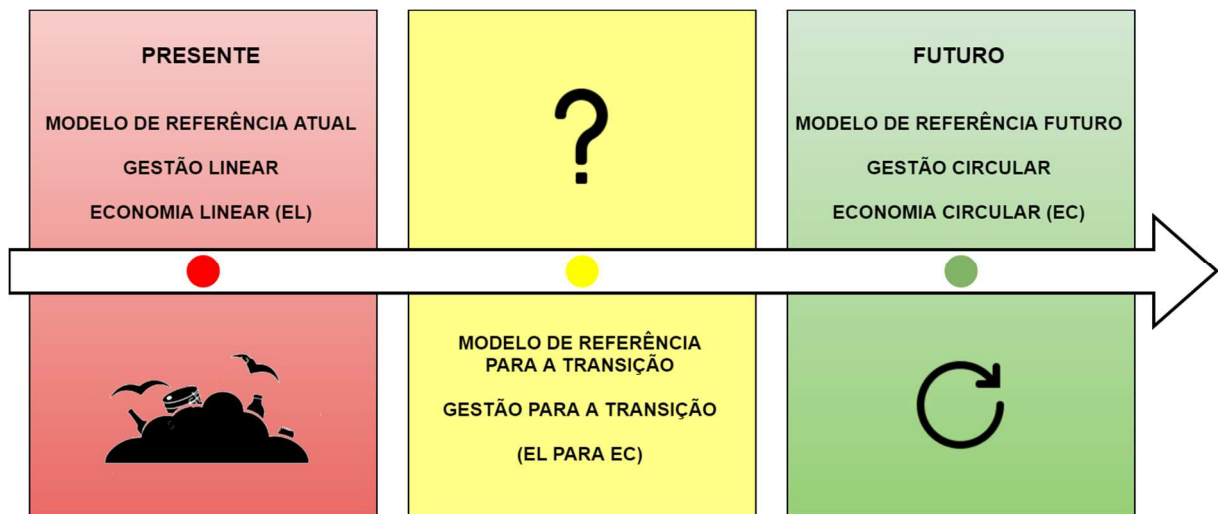 PRESENTE
MODELO DE REFERÊNCIA ATUAL
GESTÃO LINEAR
ECONOMIA LINEAR (EL)
?
MODELO DE REFERÊNCIA
PARA A TRANSIÇÃO
GESTÃO PARA A TRANSIÇÃO
(EL PARA EC)
FUTURO
MODELO DE REFERÊNCIA FUTURO
GESTÃO CIRCULAR
ECONOMIA CIRCULAR (EC)